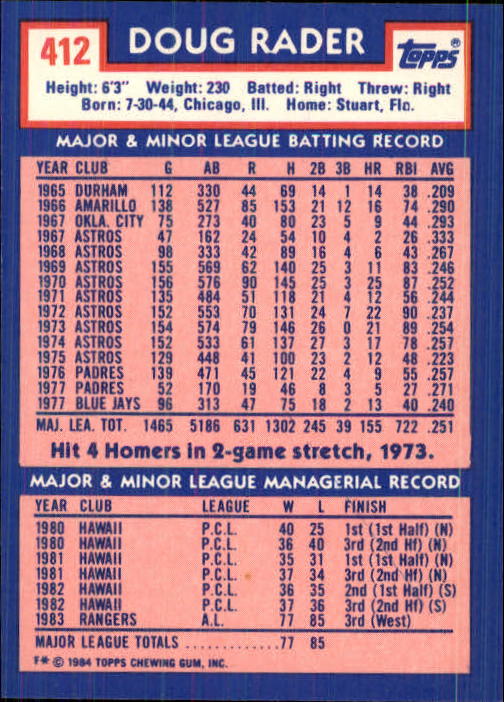 412 DOUG RADER Topps®
Height: 6'3" Weight: 230 Batted: Right Threw: Right
Born: 7-30-44, Chicago, Ill. Home: Stuart, Fla.
MAJOR & MINOR LEAGUE BATTING RECORD
YEAR CLUB G AB R H 2B 3B HR RBI AVG
1965 DURHAM 112 330 44 69 14 1 14 38 .209
1966 AMARILLO 138 527 85 153 21 12 16 74 .290
1967 OKLA. CITY 75 273 40 80 23 5 9 44 .293
1967 ASTROS 47 162 24 54 10 4 2 26 .333
1968 ASTROS 98 333 42 89 16 4 6 43 .267
1969 ASTROS 155 569 62 140 25 3 11 83 .246
1970 ASTROS 156 576 90 145 25 3 25 87 .252
1971 ASTROS 135 484 51 118 21 4 12 56 .244
1972 ASTROS 152 553 70 131 24 7 22 90 .237
1973 ASTROS 154 574 79 146 26 0 21 89 .254
1974 ASTROS 152 533 61 137 27 3 17 78 .257
1975 ASTROS 129 448 41 100 23 2 12 48 .223
1976 PADRES 139 471 45 121 22 4 9 55 .257
1977 PADRES 52 170 19 46 8 3 5 27 .271
1977 BLUE JAYS 96 313 47 75 18 2 13 40 .240
MAJ. LEA. TOT. 1465 5186 631 1302 245 39 155 722 .251
Hit 4 Homers in 2-game stretch, 1973.
MAJOR & MINOR LEAGUE MANAGERIAL RECORD
YEAR CLUB LEAGUE W L FINISH
1980 HAWAII P.C.L. 40 25 1st (1st Half) (N)
1980 HAWAII P.C.L. 36 40 3rd (2nd Hf) (N)
1981 HAWAII P.C.L. 35 31 1st (1st Half) (N)
1981 HAWAII P.C.L. 37 34 3rd (2nd Hf) (N)
1982 HAWAII P.C.L. 36 35 2nd (1st Half) (S)
1982 HAWAII P.C.L. 37 36 3rd (2nd Hf) (S)
1983 RANGERS A.L. 77 85 3rd (West)
MAJOR LEAGUE TOTALS ..............77 85
F* © 1984 TOPPS CHEWING GUM, INC.